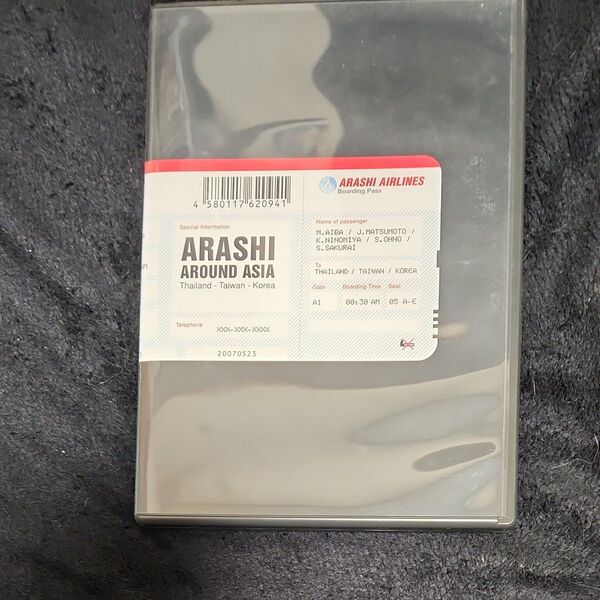 4 580117 620941
ARASHI AIRLINES
Boarding Pass
Special Information
ARASHI
AROUND ASIA
Thailand - Taiwan - Korea
Telephone
XXX-XXX-XXXX
20070523
Name of passenger
M.AIBA / J.MATSUMOTO /
K.NINOMIYA / S.OHNO /
S.SAKURAI
To
THAILAND / TAIWAN / KOREA
Gate Boarding Time Seat
A1 00:30 AM 05 A-E